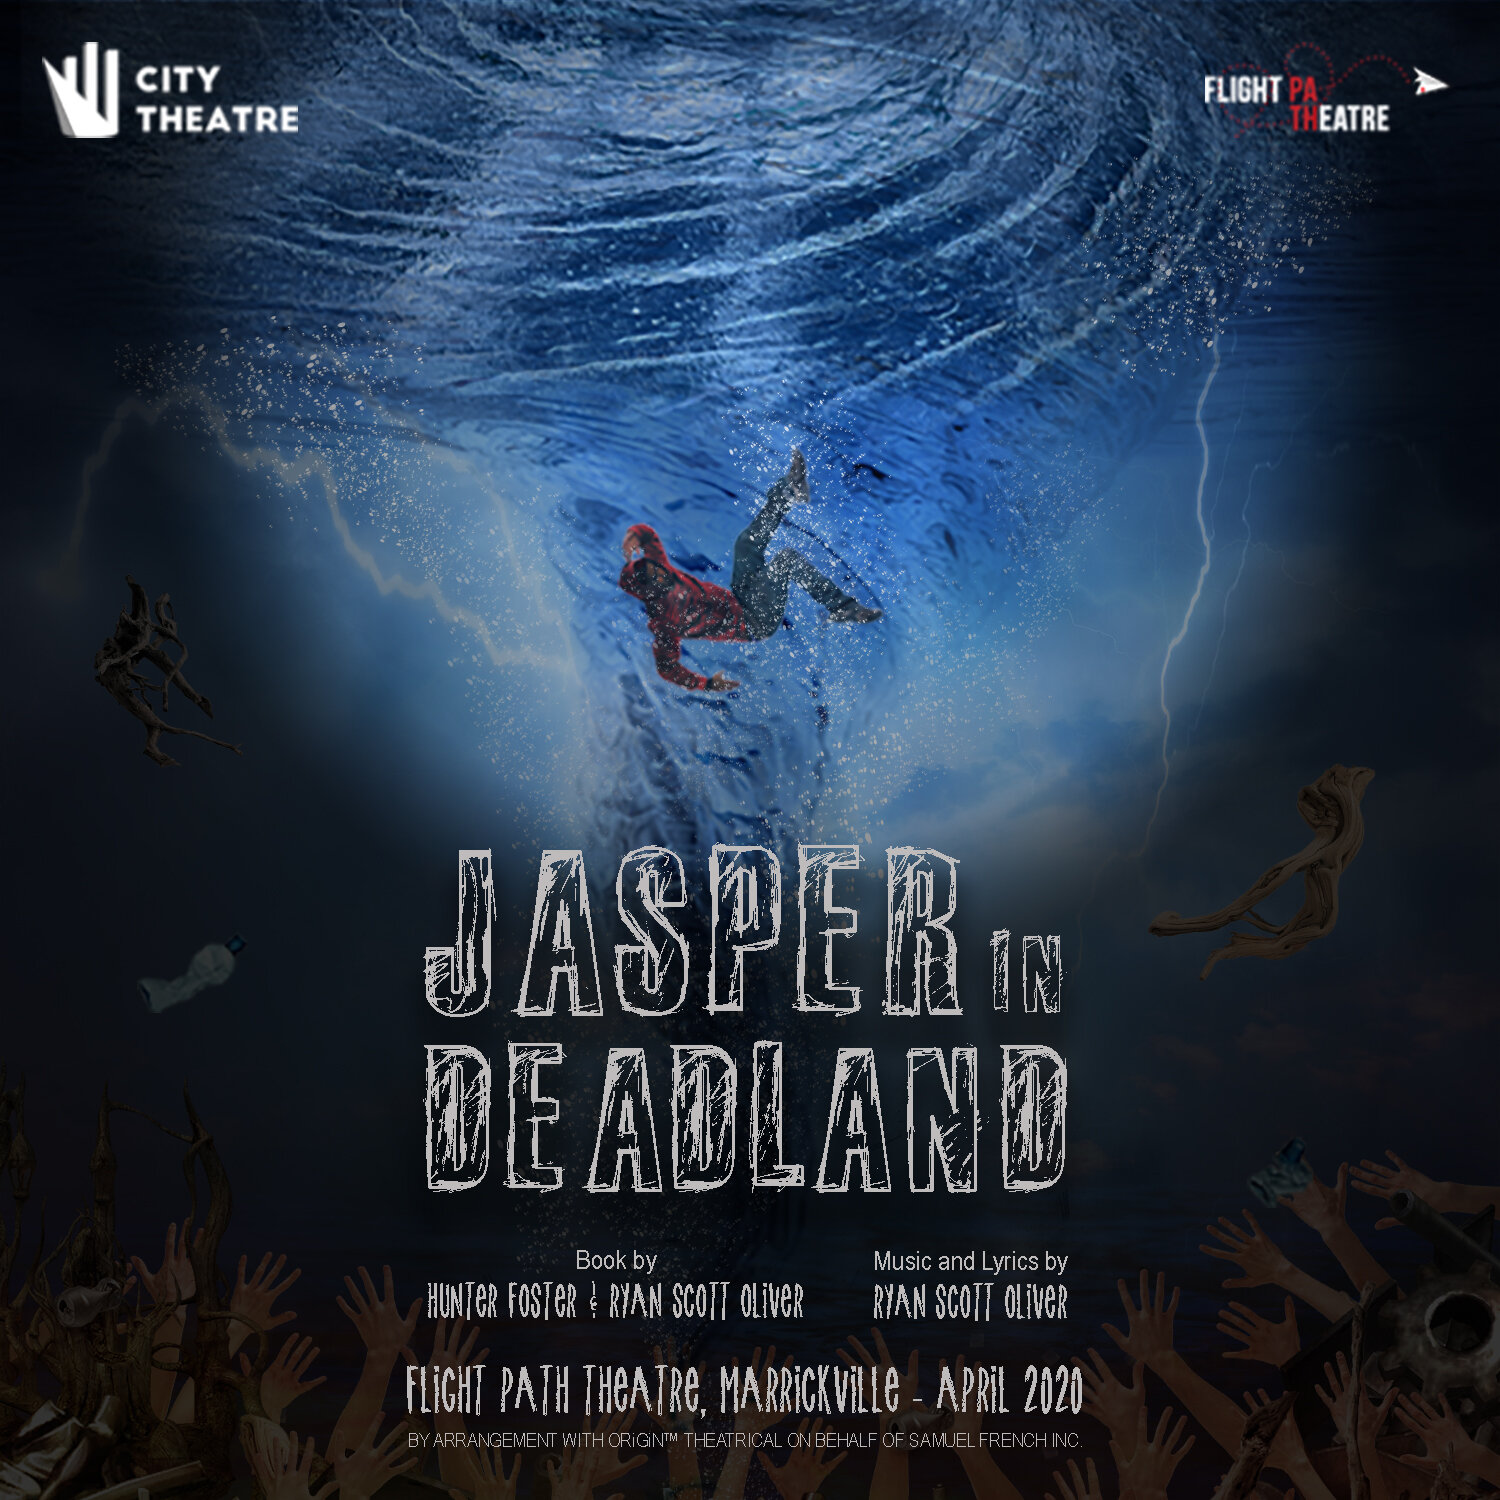 CITY
THEATRE
FLIGHT PA
THEATRE
JASPER IN
DEADLAND
Book by
HUNTER FOSTER & RYAN SCOTT OLIVER
Music and Lyrics by
RYAN SCOTT OLIVER
FLIGHT PATH THEATRE, MARRICKVILLE - APRIL 2020
BY ARRANGEMENT WITH ORiGiN™ THEATRICAL ON BEHALF OF SAMUEL FRENCH INC.